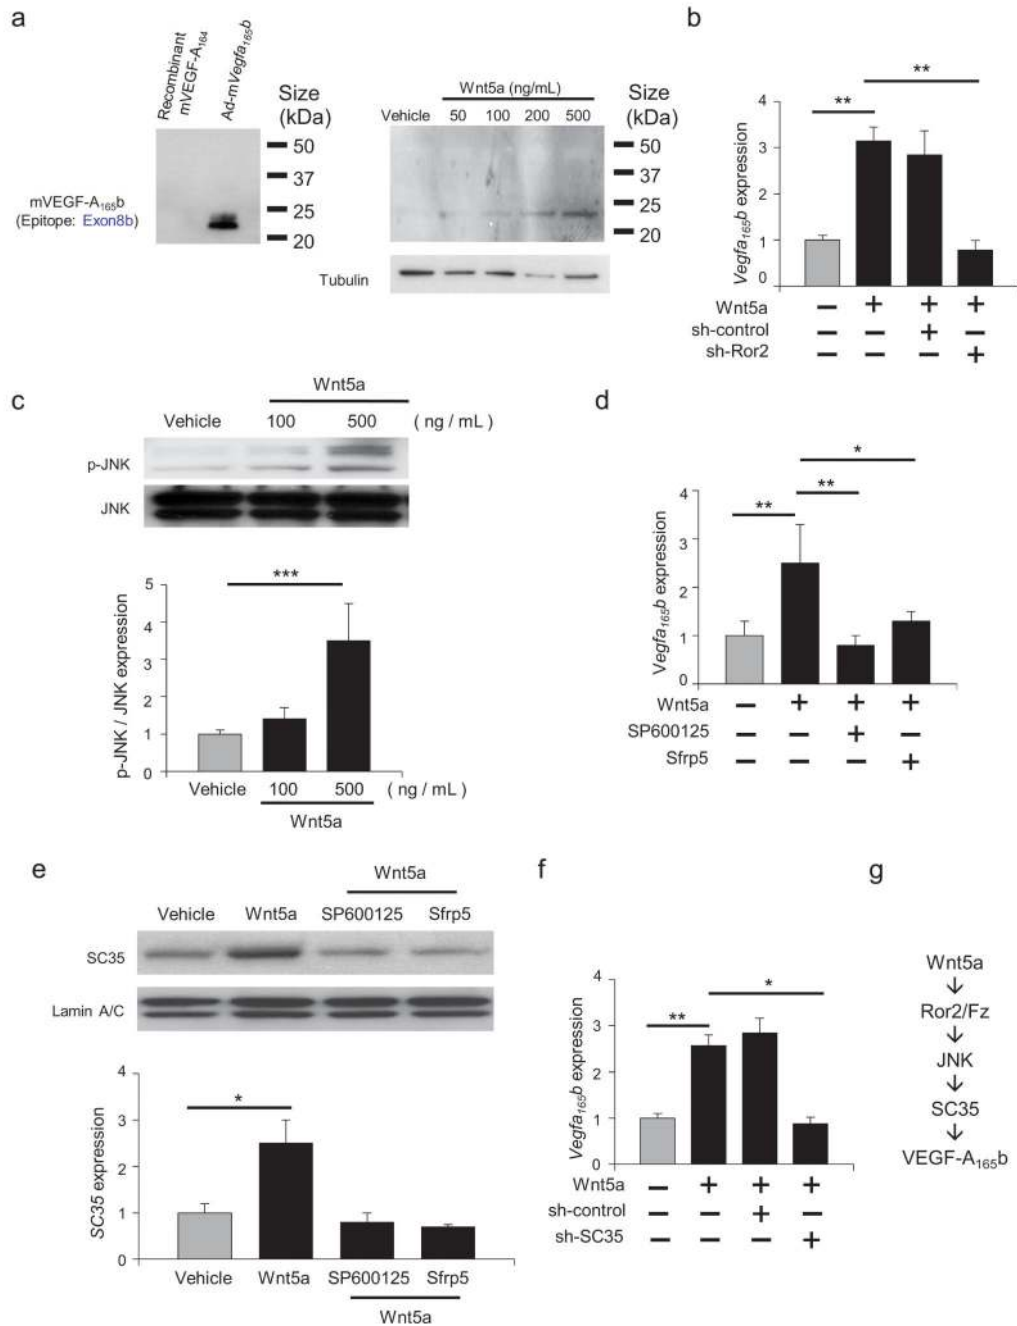 a
Recombinant
mVEGF-A164
Ad-mVegfa165b
Size
(kDa)
50
37
25
20
mVEGF-A165b
(Epitope: Exon8b)
Wnt5a (ng/mL)
Vehicle 50 100 200 500
Size
(kDa)
50
37
25
20
Tubulin
b
Vegfa165b expression
4
3
2
1
0
**
**
Wnt5a − + + +
sh-control − − + −
sh-Ror2 − − − +
c
Wnt5a
Vehicle 100 500 ( ng / mL )
p-JNK
JNK
p-JNK / JNK expression
5
4
3
2
1
0
***
Vehicle 100 500 ( ng / mL )
Wnt5a
d
Vegfa165b expression
4
3
2
1
0
**
**
*
Wnt5a − + + +
SP600125 − − + −
Sfrp5 − − − +
e
Wnt5a
Vehicle Wnt5a SP600125 Sfrp5
SC35
Lamin A/C
SC35 expression
4
3
2
1
0
*
Vehicle Wnt5a SP600125 Sfrp5
Wnt5a
f
Vegfa165b expression
4
3
2
1
0
**
*
Wnt5a − + + +
sh-control − − + −
sh-SC35 − − − +
g
Wnt5a
↓
Ror2/Fz
↓
JNK
↓
SC35
↓
VEGF-A165b